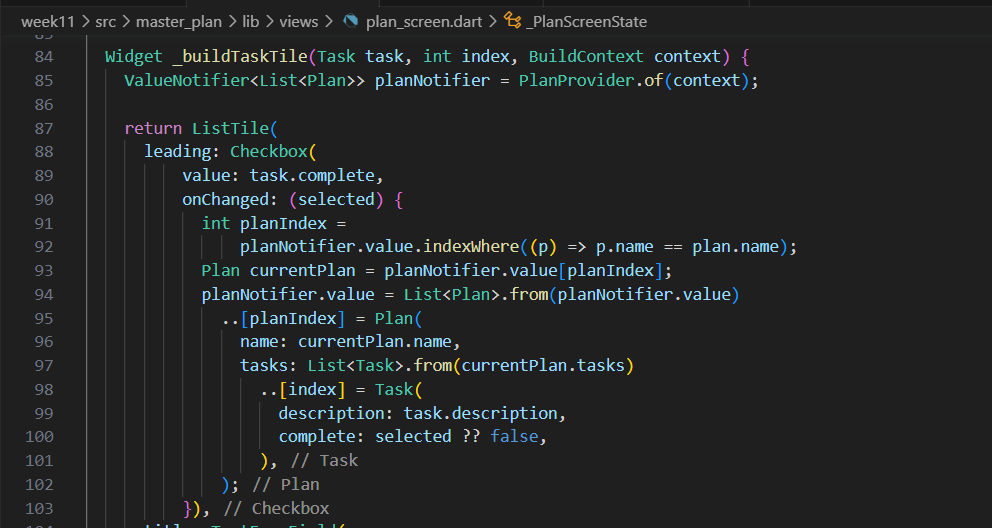 week11 > src > master_plan > lib > views > plan_screen.dart > _PlanScreenState
83
84 Widget _buildTaskTile(Task task, int index, BuildContext context) {
85 ValueNotifier<List<Plan>> planNotifier = PlanProvider.of(context);
86
87 return ListTile(
88 leading: Checkbox(
89 value: task.complete,
90 onChanged: (selected) {
91 int planIndex =
92 planNotifier.value.indexWhere((p) => p.name == plan.name);
93 Plan currentPlan = planNotifier.value[planIndex];
94 planNotifier.value = List<Plan>.from(planNotifier.value)
95 ..[planIndex] = Plan(
96 name: currentPlan.name,
97 tasks: List<Task>.from(currentPlan.tasks)
98 ..[index] = Task(
99 description: task.description,
100 complete: selected ?? false,
101 ), // Task
102 ); // Plan
103 }), // Checkbox
104 title: TextFormField(